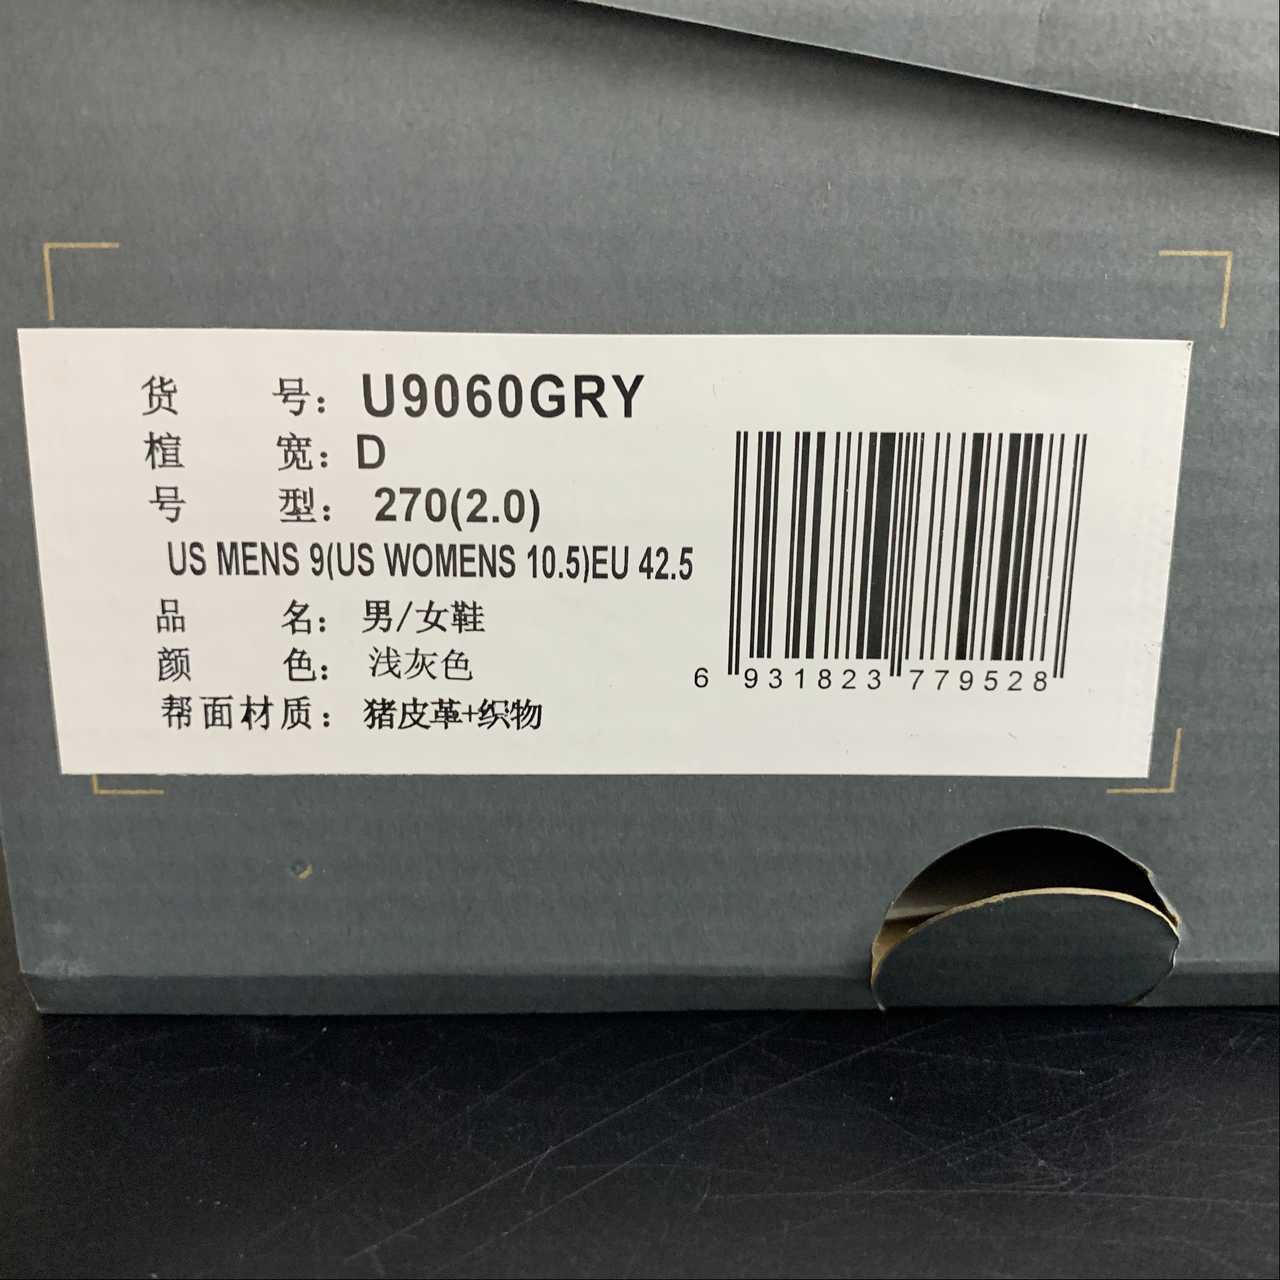 货 号： U9060GRY
楦 宽： D
号 型： 270(2.0)
US MENS 9(US WOMENS 10.5)EU 42.5
品 名： 男/女鞋
颜 色： 浅灰色
帮面材质： 猪皮革+织物
6 931823 779528